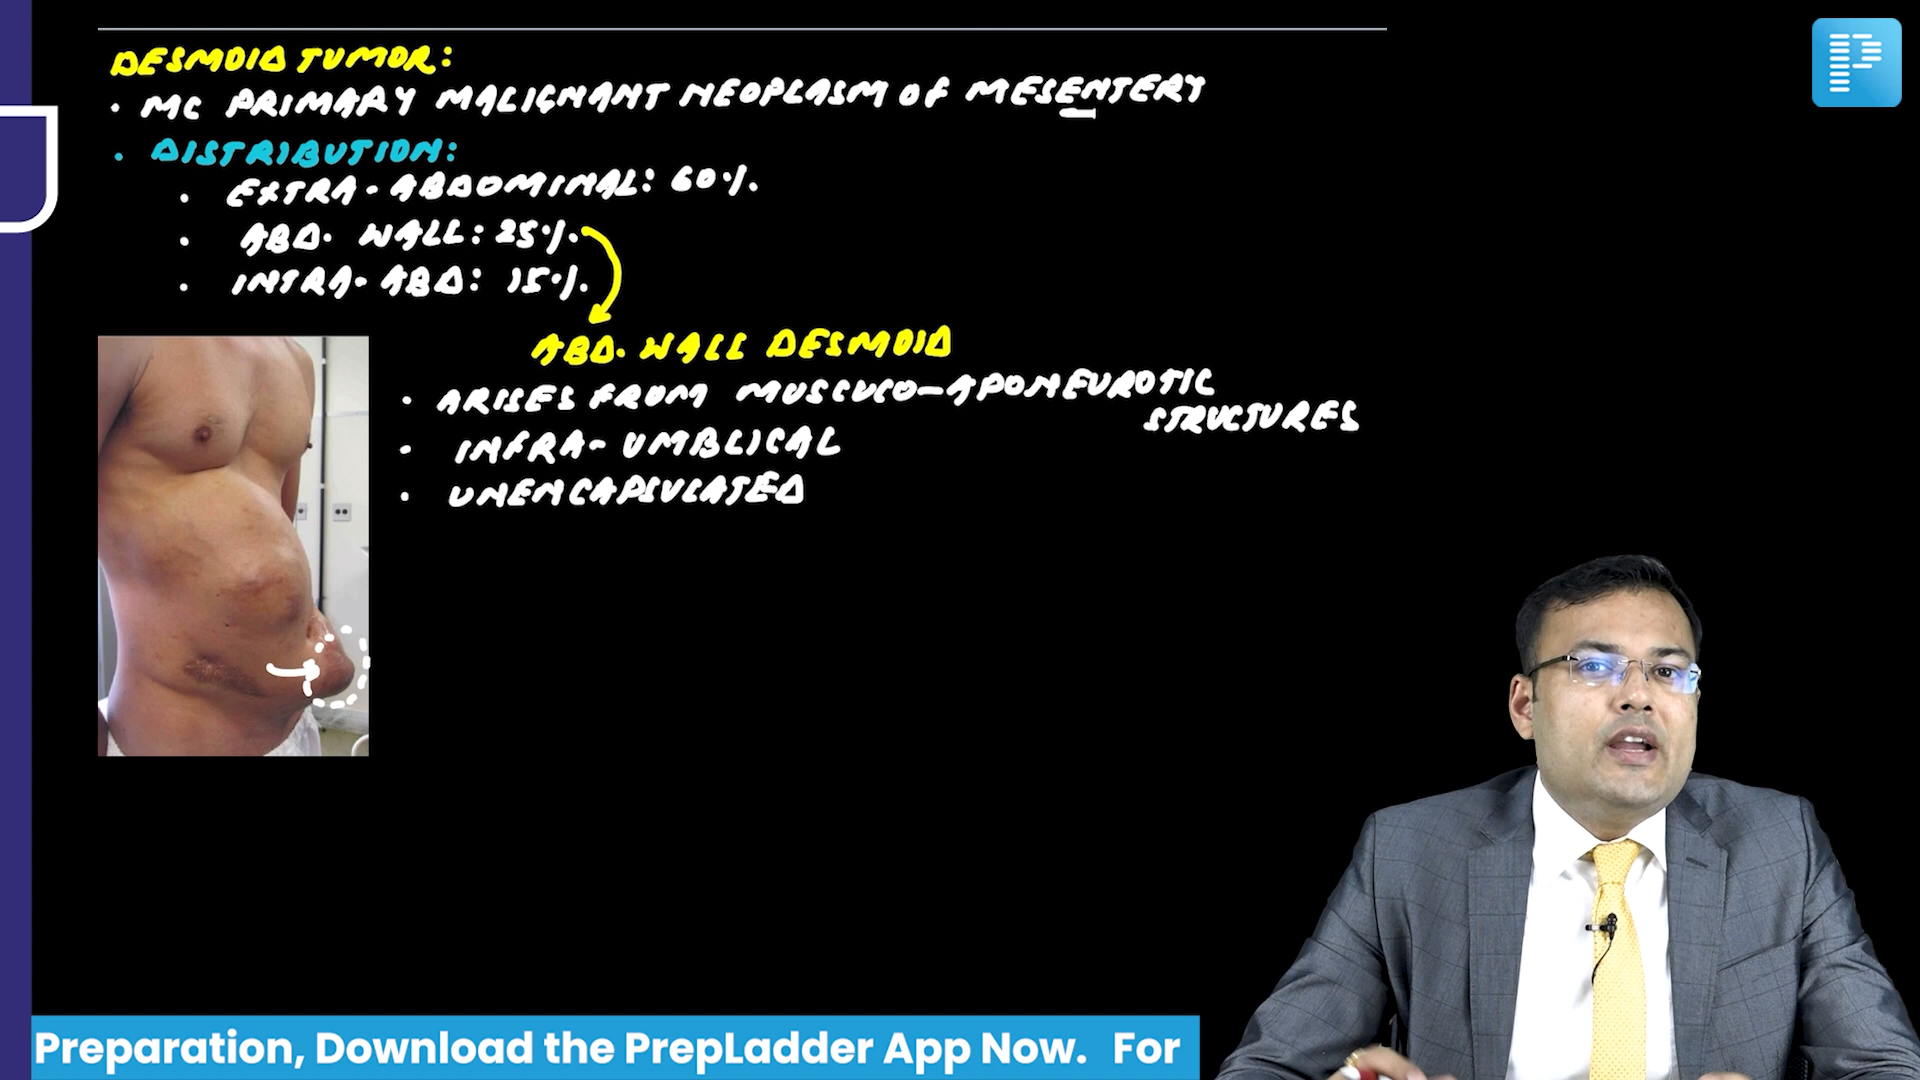 DESMOID TUMOR:
• MC PRIMARY MALIGNANT NEOPLASM OF MESENTERY
• DISTRIBUTION:
• EXTRA-ABDOMINAL: 60%.
• ABD. WALL: 25%.
• INTRA-ABD: 15%.
ABD. WALL DESMOID
• ARISES FROM MUSCULO-APONEUROTIC
STRUCTURES
• INFRA-UMBLICAL
• UNENCAPSULATED
Preparation, Download the PrepLadder App Now. For